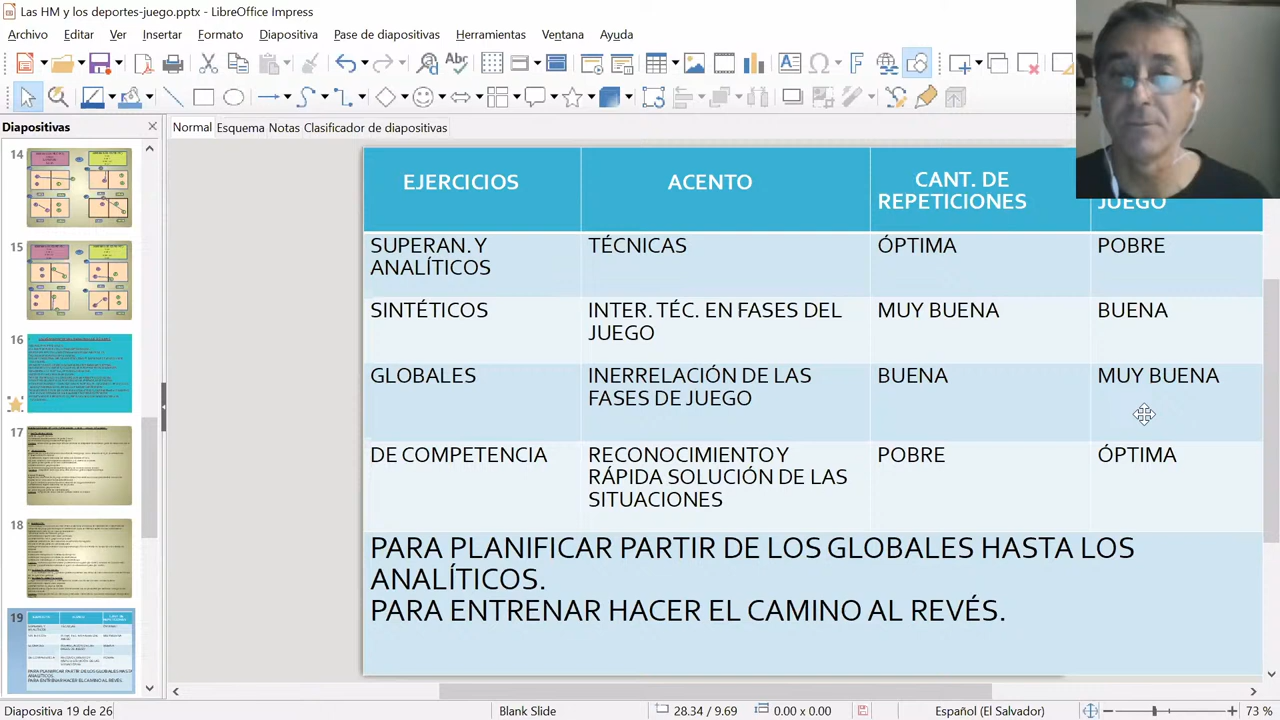 Las HM y los deportes-juego.pptx - LibreOffice Impress
Archivo Editar Ver Insertar Formato Diapositiva Pase de diapositivas Herramientas Ventana Ayuda
Diapositivas
Normal Esquema Notas Clasificador de diapositivas
14
15
16
17
18
19
EJERCICIOS
ACENTO
CANT. DE
REPETICIONES
JUEGO
SUPERAN. Y
ANALÍTICOS
TÉCNICAS
ÓPTIMA
POBRE
SINTÉTICOS
INTER. TÉC. EN FASES DEL
JUEGO
MUY BUENA
BUENA
GLOBALES
INERRELACIÓN DE LAS
FASES DE JUEGO
BUENA
MUY BUENA
DE COMPETENCIA
RECONOCIMIENTO Y
RÁPIDA SOLUCIÓN DE LAS
SITUACIONES
POBRE
ÓPTIMA
PARA PLANIFICAR PARTIR DE LOS GLOBALES HASTA LOS
ANALÍTICOS.
PARA ENTRENAR HACER EL CAMINO AL REVÉS.
Diapositiva 19 de 26
Blank Slide
28.34 / 9.69
0.00 x 0.00
Español (El Salvador)
73 %